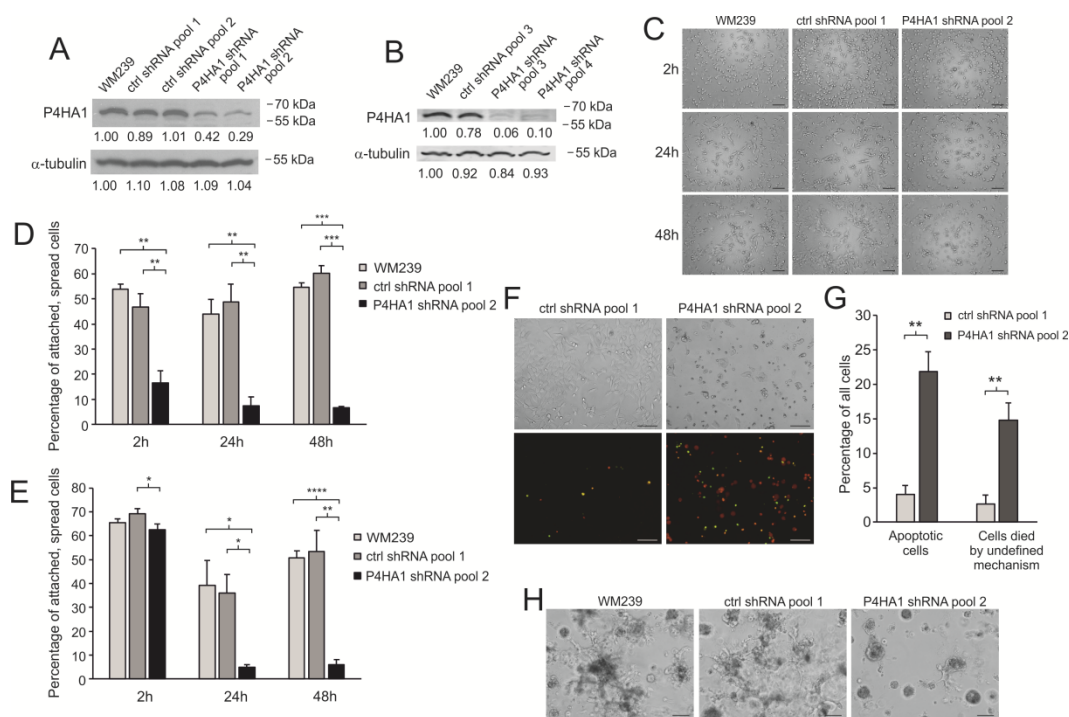 A
WM239
ctrl shRNA pool 1
ctrl shRNA pool 2
P4HA1 shRNA
pool 1
P4HA1 shRNA
pool 2
P4HA1
-70 kDa
-55 kDa
1.00 0.89 1.01 0.42 0.29
α-tubulin
-55 kDa
1.00 1.10 1.08 1.09 1.04
B
WM239
ctrl shRNA pool 3
P4HA1 shRNA
pool 3
P4HA1 shRNA
pool 4
P4HA1
-70 kDa
-55 kDa
1.00 0.78 0.06 0.10
α-tubulin
-55 kDa
1.00 0.92 0.84 0.93
C
WM239 ctrl shRNA pool 1 P4HA1 shRNA pool 2
2h
24h
48h
D
Percentage of attached, spread cells
90
80
70
60
50
40
30
20
10
0
** ** ***
** ** ***
WM239
ctrl shRNA pool 1
P4HA1 shRNA pool 2
2h 24h 48h
E
Percentage of attached, spread cells
80
70
60
50
40
30
20
10
0
* * ****
* **
WM239
ctrl shRNA pool 1
P4HA1 shRNA pool 2
2h 24h 48h
F
ctrl shRNA pool 1 P4HA1 shRNA pool 2
G
ctrl shRNA pool 1
P4HA1 shRNA pool 2
Percentage of all cells
30
25
20
15
10
5
0
**
**
Apoptotic
cells
Cells died
by undefined
mechanism
H
WM239 ctrl shRNA pool 1 P4HA1 shRNA pool 2